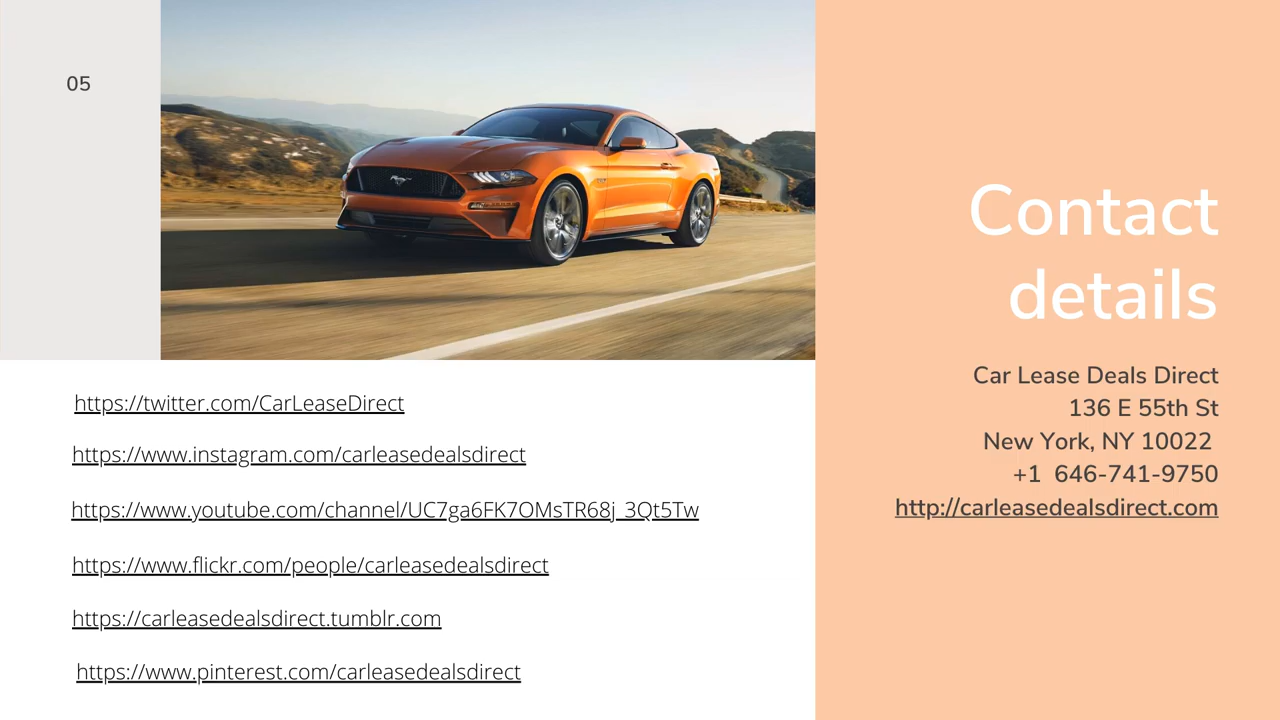 05
Contact
details
Car Lease Deals Direct
136 E 55th St
New York, NY 10022
+1  646-741-9750
http://carleasedealsdirect.com
https://twitter.com/CarLeaseDirect
https://www.instagram.com/carleasedealsdirect
https://www.youtube.com/channel/UC7ga6FK7OMsTR68j_3Qt5Tw
https://www.flickr.com/people/carleasedealsdirect
https://carleasedealsdirect.tumblr.com
https://www.pinterest.com/carleasedealsdirect